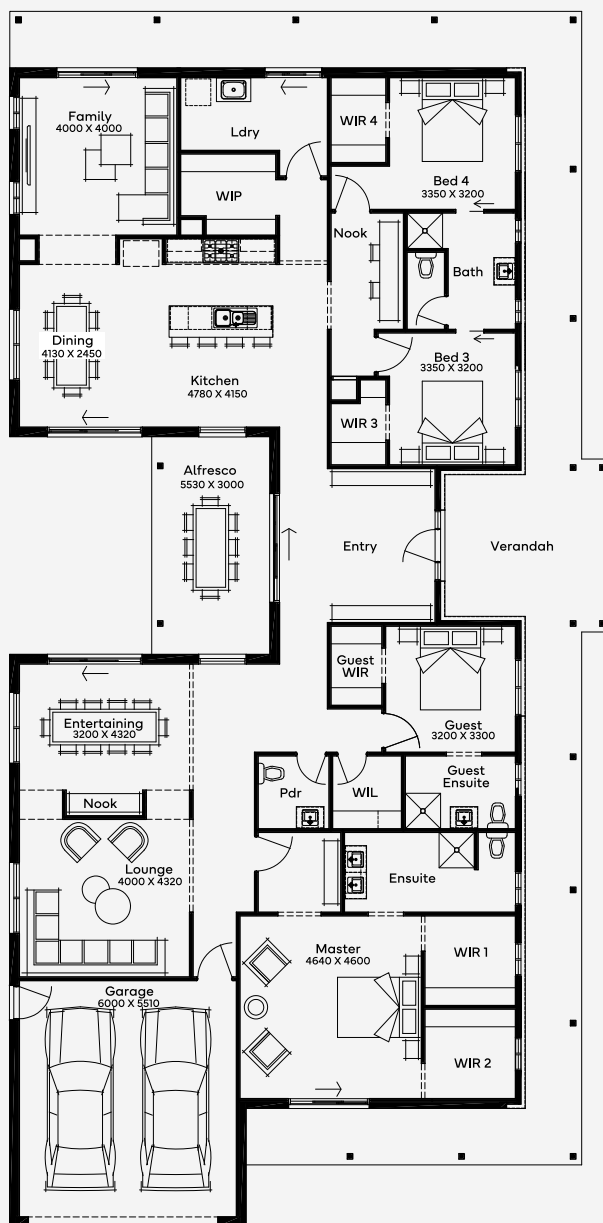 Family
4000 X 4000
Ldry
WIR 4
WIP
Bed 4
3350 X 3200
Nook
Bath
Dining
4130 X 2450
Kitchen
4780 X 4150
Bed 3
3350 X 3200
WIR 3
Alfresco
5530 X 3000
Entry
Verandah
Guest
WIR
Entertaining
3200 X 4320
Guest
3200 X 3300
Nook
Pdr
WIL
Guest
Ensuite
Lounge
4000 X 4320
Ensuite
Master
4640 X 4600
WIR 1
Garage
6000 X 5510
WIR 2